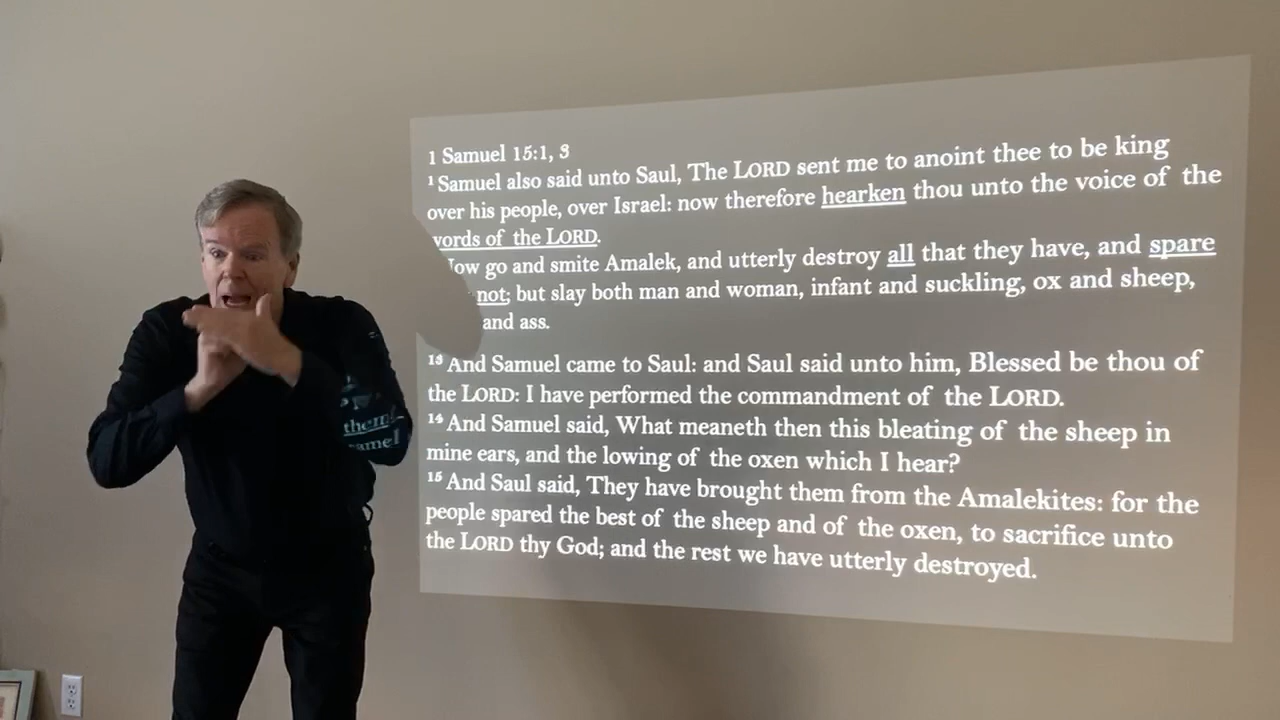 1 Samuel 15:1, 3
¹ Samuel also said unto Saul, The LORD sent me to anoint thee to be king
over his people, over Israel: now therefore hearken thou unto the voice of the
words of the LORD.
go and smite Amalek, and utterly destroy all that they have, and spare
them not; but slay both man and woman, infant and suckling, ox and sheep,
camel and ass.
¹³ And Samuel came to Saul: and Saul said unto him, Blessed be thou of
the LORD: I have performed the commandment of the LORD.
¹⁴ And Samuel said, What meaneth then this bleating of the sheep in
mine ears, and the lowing of the oxen which I hear?
¹⁵ And Saul said, They have brought them from the Amalekites: for the
people spared the best of the sheep and of the oxen, to sacrifice unto
the LORD thy God; and the rest we have utterly destroyed.